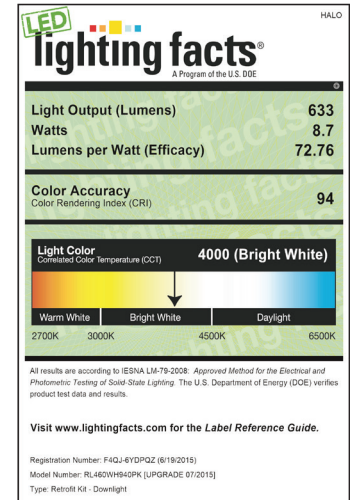 HALO
LED
lighting facts®
A Program of the U.S. DOE
Light Output (Lumens) 633
Watts 8.7
Lumens per Watt (Efficacy) 72.76
Color Accuracy
Color Rendering Index (CRI) 94
Light Color
Correlated Color Temperature (CCT) 4000 (Bright White)
Warm White Bright White Daylight
2700K 3000K 4500K 6500K
All results are according to IESNA LM-79-2008: Approved Method for the Electrical and
Photometric Testing of Solid-State Lighting. The U.S. Department of Energy (DOE) verifies
product test data and results.
Visit www.lightingfacts.com for the Label Reference Guide.
Registration Number: F4QJ-6YDPQZ (6/19/2015)
Model Number: RL460WH940PK [UPGRADE 07/2015]
Type: Retrofit Kit - Downlight